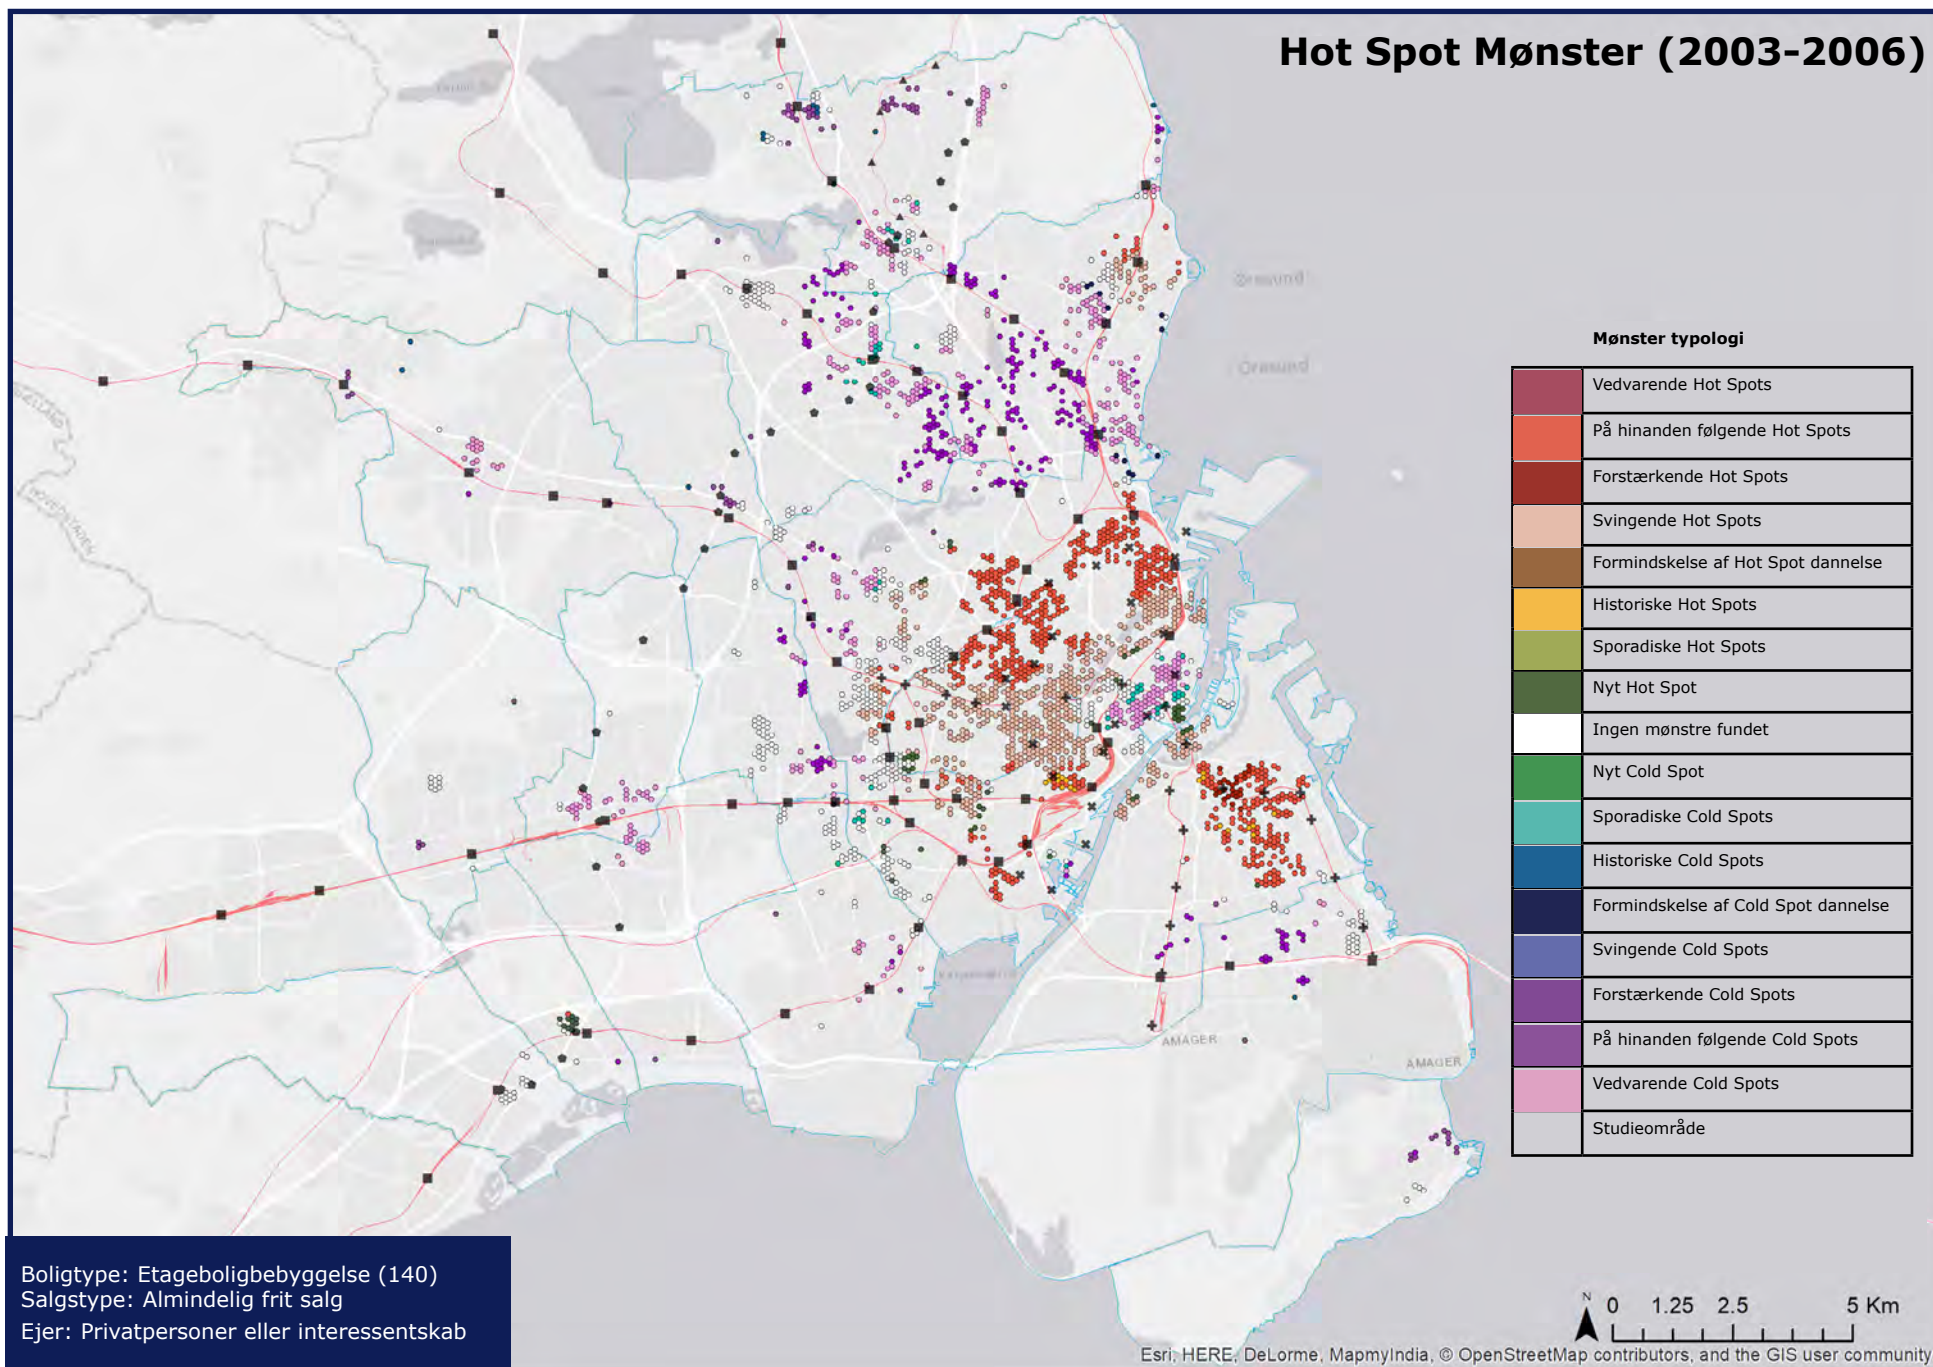 Hot Spot Mønster (2003-2006)
Øresund
Øresund
Mønster typologi
Vedvarende Hot Spots
På hinanden følgende Hot Spots
Forstærkende Hot Spots
Svingende Hot Spots
Formindskelse af Hot Spot dannelse
Historiske Hot Spots
Sporadiske Hot Spots
Nyt Hot Spot
Ingen mønstre fundet
Nyt Cold Spot
Sporadiske Cold Spots
Historiske Cold Spots
Formindskelse af Cold Spot dannelse
Svingende Cold Spots
Forstærkende Cold Spots
På hinanden følgende Cold Spots
Vedvarende Cold Spots
Studieområde
HOVEDSTADEN
AMAGER
AMAGER
Boligtype: Etageboligbebyggelse (140)
Salgstype: Almindelig frit salg
Ejer: Privatpersoner eller interessentskab
N
0 1.25 2.5 5 Km
Esri, HERE, DeLorme, MapmyIndia, © OpenStreetMap contributors, and the GIS user community